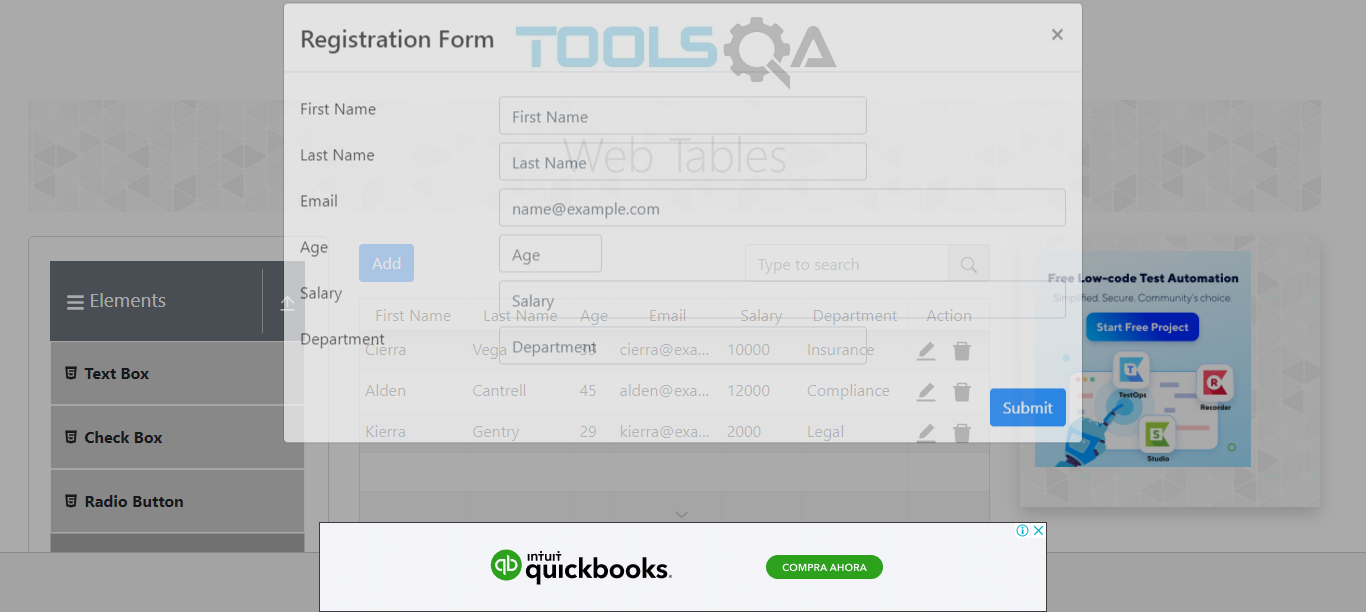 Registration Form
TOOLSQA
×
First Name
First Name
Last Name
Last Name
Web Tables
Email
name@example.com
Age
Age
Add
Type to search
Salary
Salary
Department
Department
First Name Last Name Age Email Salary Department Action
Cierra Vega 39 cierra@exa... 10000 Insurance
Alden Cantrell 45 alden@exa... 12000 Compliance
Kierra Gentry 29 kierra@exa... 2000 Legal
Submit
Elements
Text Box
Check Box
Radio Button
Free Low-code Test Automation
Simplified. Secure. Community's choice.
Start Free Project
TestOps
Recorder
Studio
intuit
quickbooks.
COMPRA AHORA